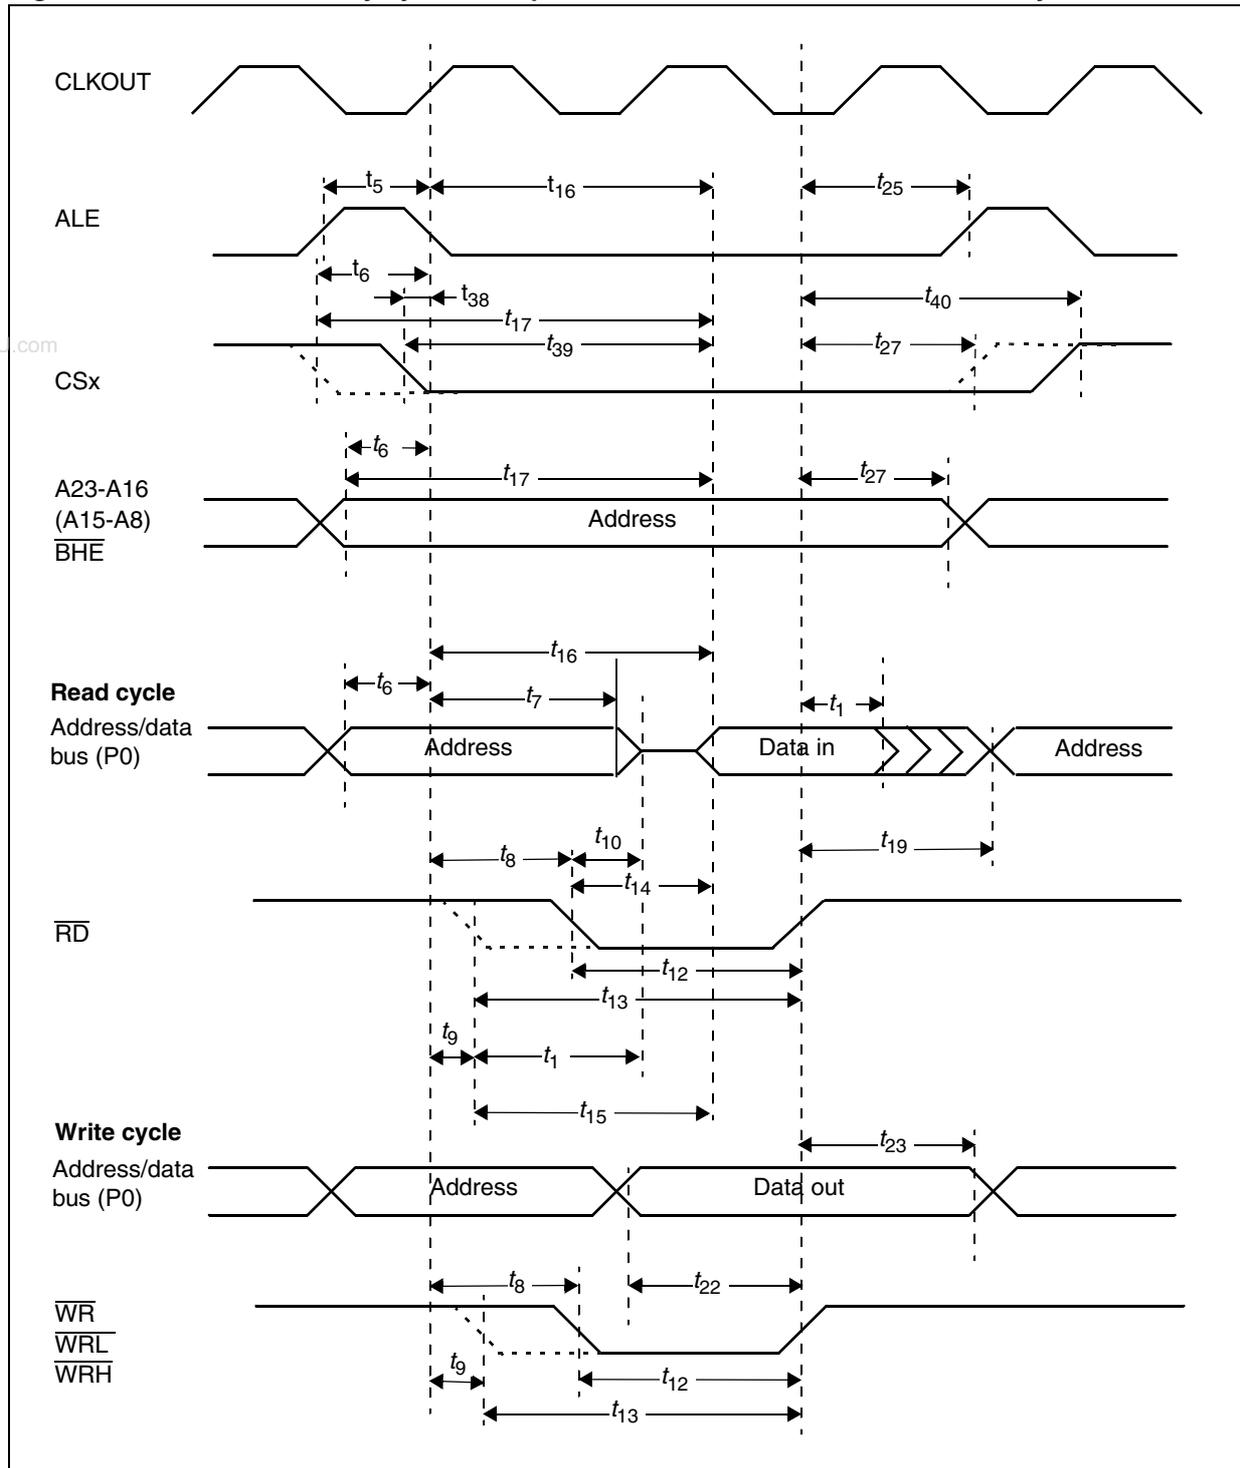 CLKOUT
t5
t16
t25
ALE
t6
t38
t40
t17
J.com
t39
t27
CSx
t6
t17
t27
A23-A16
(A15-A8)
Address
BHE
t16
t6
t7
t1
Read cycle
Address/data
bus (P0)
Address
Data in
Address
t8
t10
t14
t19
RD
t12
t13
t9
t1
t15
Write cycle
t23
Address/data
bus (P0)
Address
Data out
t8
t22
WR
WRL
WRH
t9
t12
t13